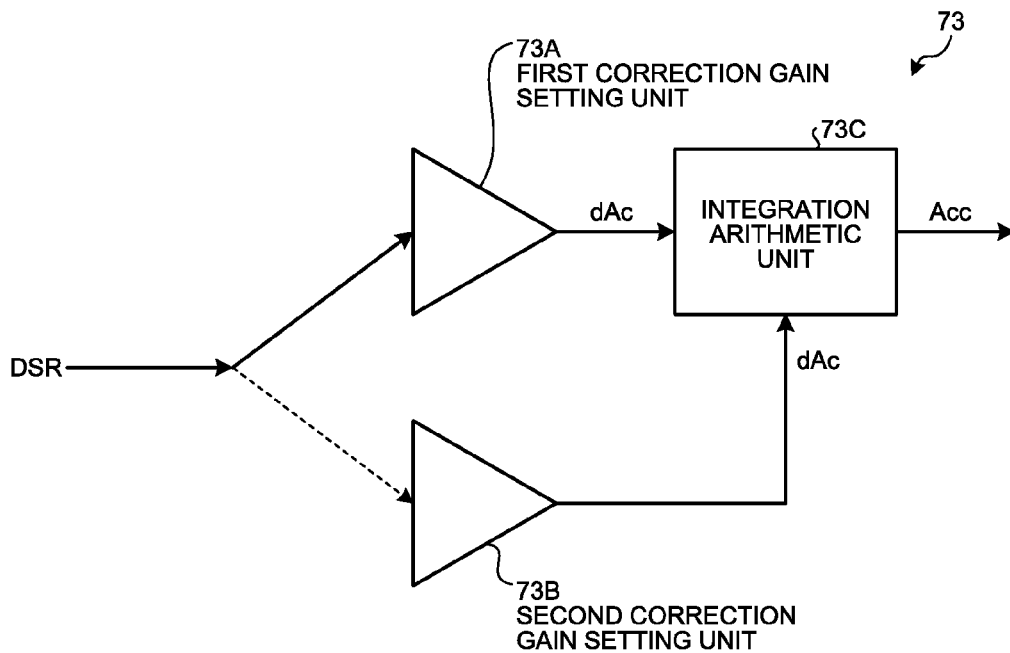 73
73A
FIRST CORRECTION GAIN
SETTING UNIT
73C
dAc
INTEGRATION
ARITHMETIC
UNIT
Acc
DSR
dAc
73B
SECOND CORRECTION
GAIN SETTING UNIT